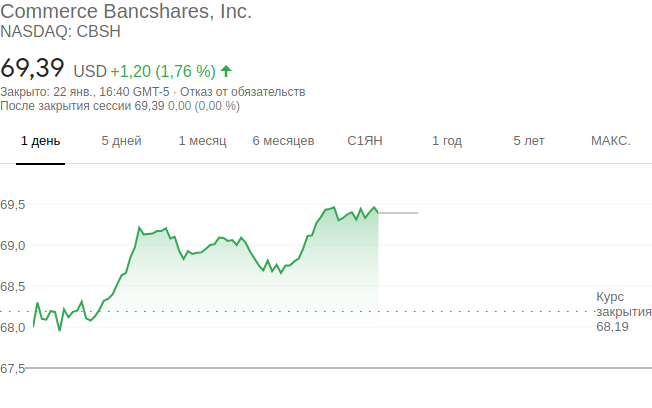 Commerce Bancshares, Inc.
NASDAQ: CBSH
69,39 USD +1,20 (1,76 %)
Закрыто: 22 янв., 16:40 GMT-5 · Отказ от обязательств
После закрытия сессии 69,39 0,00 (0,00 %)
1 день 5 дней 1 месяц 6 месяцев С1ЯН 1 год 5 лет МАКС.
69,5
69,0
68,5
Курс
закрытия
68,19
68,0
67,5